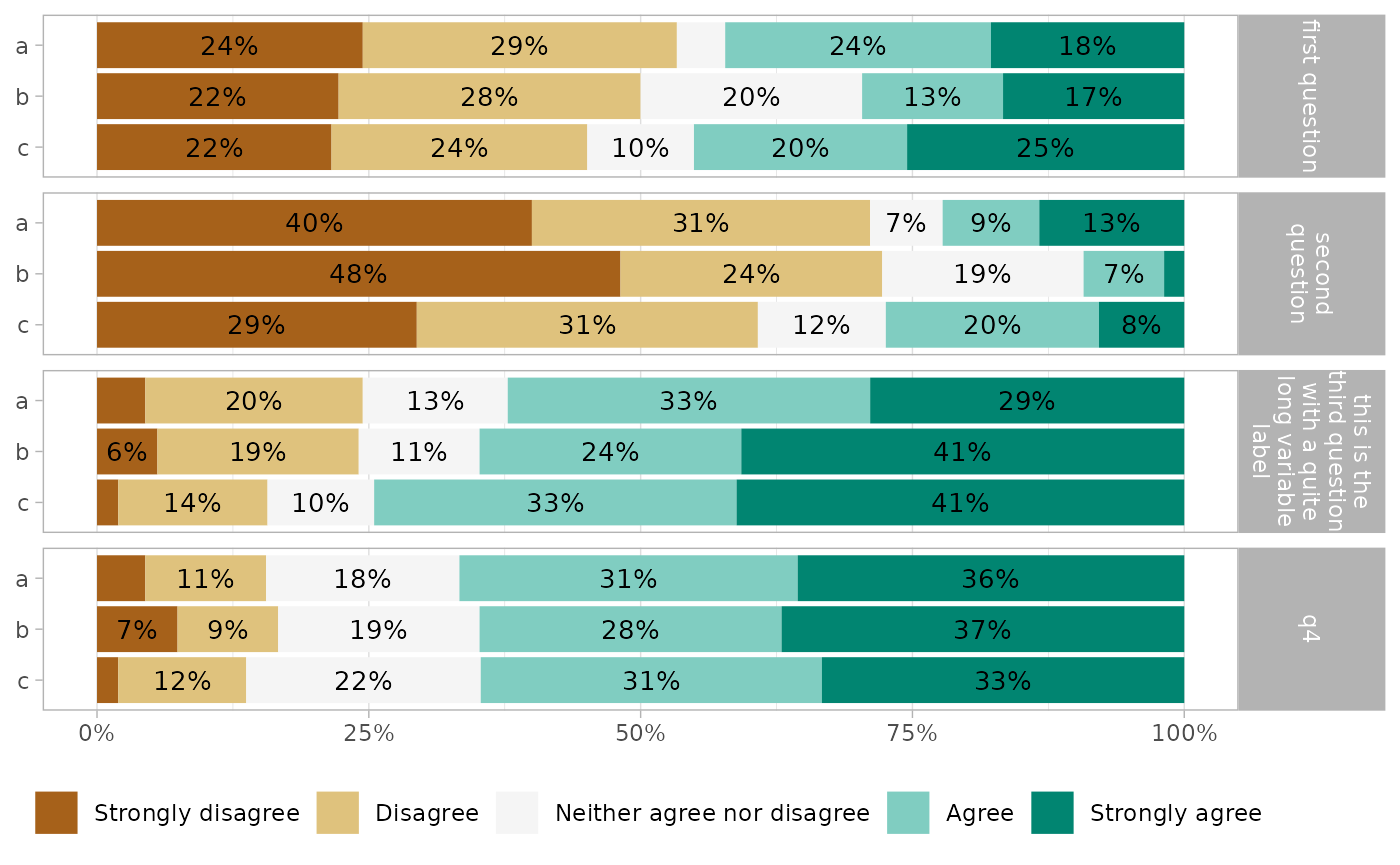 a 24% 29% 24% 18%
b 22% 28% 20% 13% 17%
c 22% 24% 10% 20% 25%
first question
a 40% 31% 7% 9% 13%
b 48% 24% 19% 7%
c 29% 31% 12% 20% 8%
second
question
a 20% 13% 33% 29%
b 6% 19% 11% 24% 41%
c 14% 10% 33% 41%
this is the
third question
with a quite
long variable
label
a 11% 18% 31% 36%
b 7% 9% 19% 28% 37%
c 12% 22% 31% 33%
q4
0% 25% 50% 75% 100%
Strongly disagree Disagree Neither agree nor disagree Agree Strongly agree